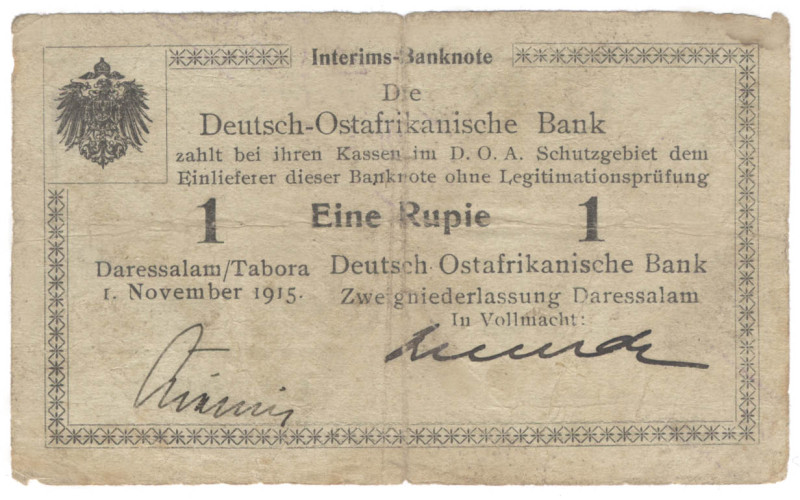 Interims-Banknote
Die
Deutsch-Ostafrikanische Bank
zahlt bei ihren Kassen im D. O. A. Schutzgebiet dem
Einlieferer dieser Banknote ohne Legitimationsprüfung
1 Eine Rupie 1
Daressalam/Tabora
1. November 1915.
Deutsch-Ostafrikanische Bank
Zweigniederlassung Daressalam
In Vollmacht: